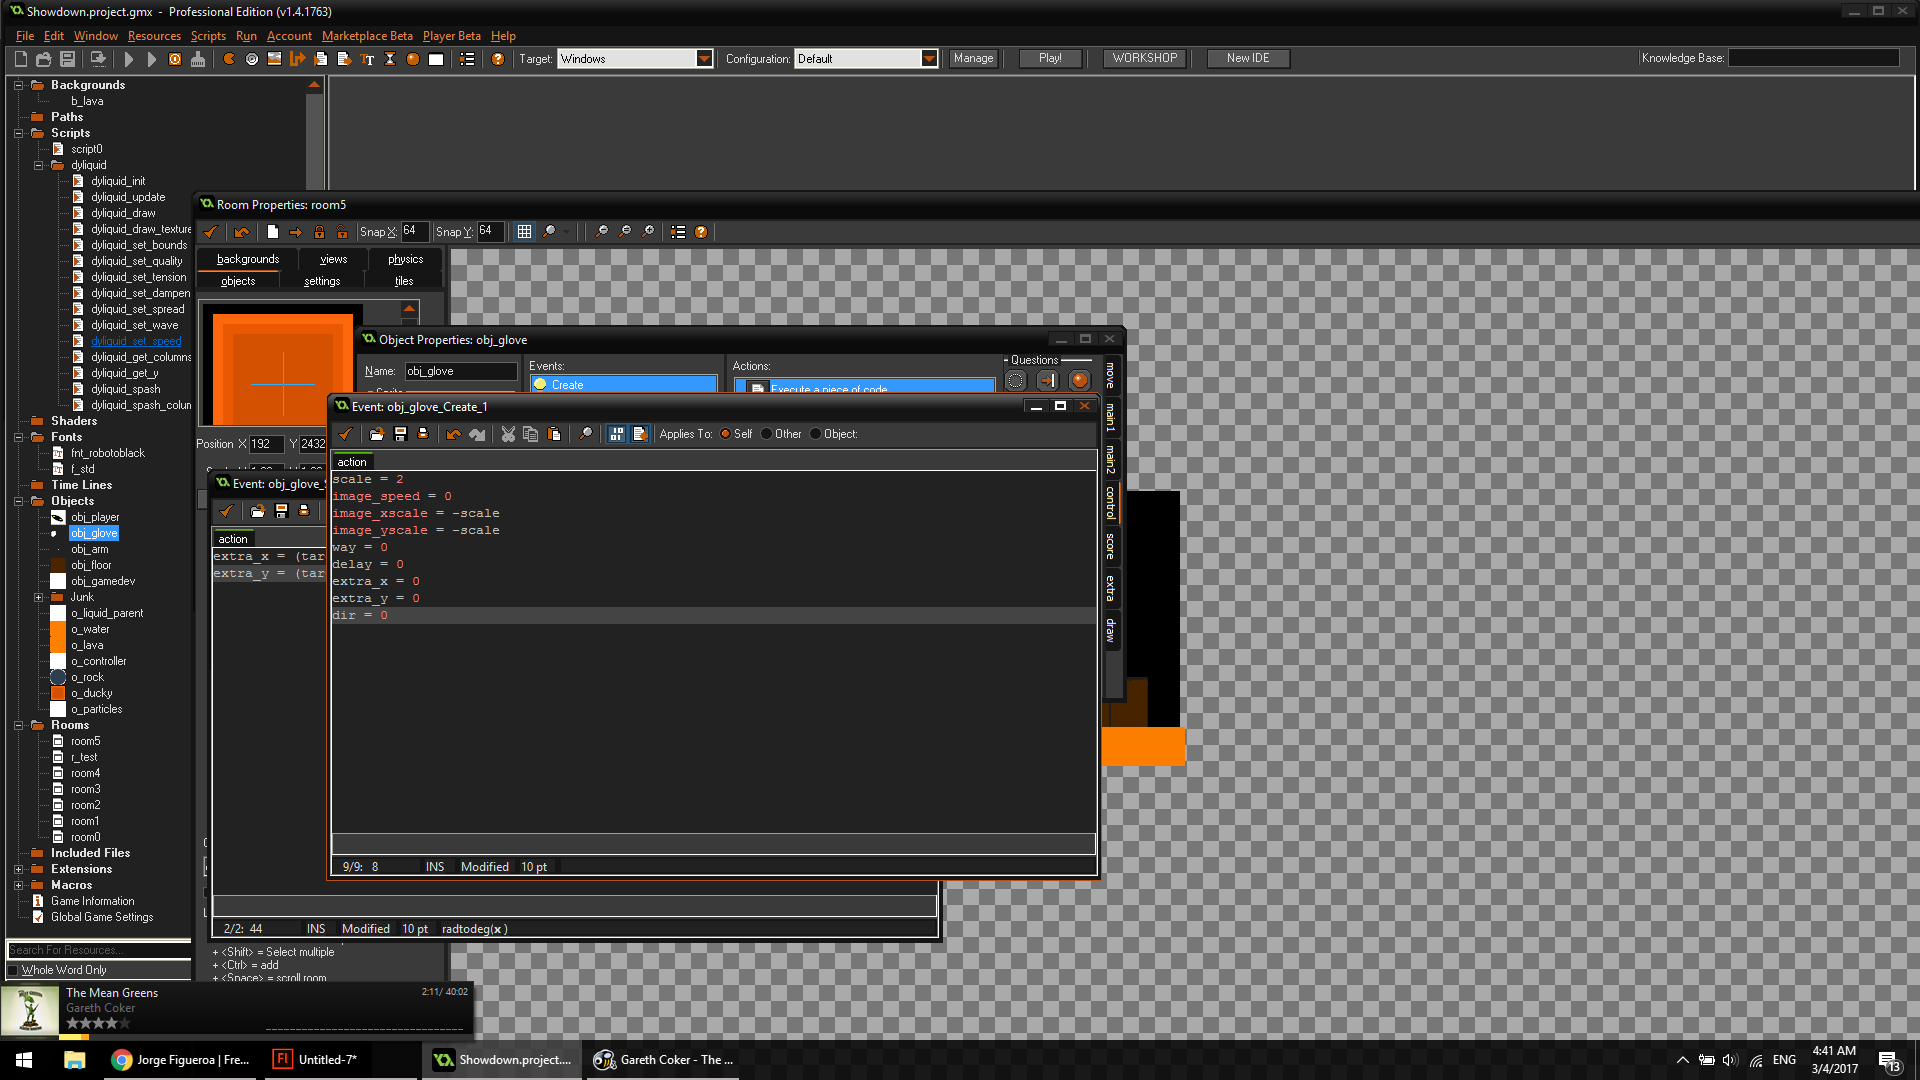 Showdown.project.gmx  -  Professional Edition (v1.4.1763)
File Edit Window Resources Scripts Run Account Marketplace Beta Player Beta Help
Target: Windows Configuration: Default Manage Play! WORKSHOP New IDE Knowledge Base:
Backgrounds
b_lava
Paths
Scripts
script0
dyliquid
dyliquid_init
dyliquid_update
dyliquid_draw
dyliquid_draw_texture
dyliquid_set_bounds
dyliquid_set_quality
dyliquid_set_tension
dyliquid_set_dampen
dyliquid_set_spread
dyliquid_set_wave
dyliquid_set_speed
dyliquid_get_columns
dyliquid_get_y
dyliquid_spash
dyliquid_spash_colun
Shaders
Fonts
fnt_robotoblack
f_std
Time Lines
Objects
obj_player
obj_glove
obj_arm
obj_floor
obj_gamedev
Junk
o_liquid_parent
o_water
o_lava
o_controller
o_rock
o_ducky
o_particles
Rooms
room5
r_test
room4
room3
room2
room1
room0
Included Files
Extensions
Macros
Game Information
Global Game Settings
Search For Resources...
Whole Word Only
Room Properties: room5
Snap X: 64 Snap Y: 64
backgrounds views physics
objects settings tiles
Position X 192 Y 2432
+ <Shift> = Select multiple
+ <Ctrl> = add
+ <Space> = scroll room
Object Properties: obj_glove
Name: obj_glove
Events:
Create
Actions:
Execute a piece of code
Questions
move
main1
main2
control
score
extra
draw
Event: obj_glove_
action
extra_x = (tar
extra_y = (tar
2/2: 44 INS Modified 10 pt radtodeg(x )
Event: obj_glove_Create_1
Applies To: Self Other Object:
action
scale = 2
image_speed = 0
image_xscale = -scale
image_yscale = -scale
way = 0
delay = 0
extra_x = 0
extra_y = 0
dir = 0
9/9: 8 INS Modified 10 pt
The Mean Greens 2:11/ 40:02
Gareth Coker
Jorge Figueroa | Fre...
Fl Untitled-7*
Showdown.project....
Gareth Coker - The ...
ENG
4:41 AM
3/4/2017
13